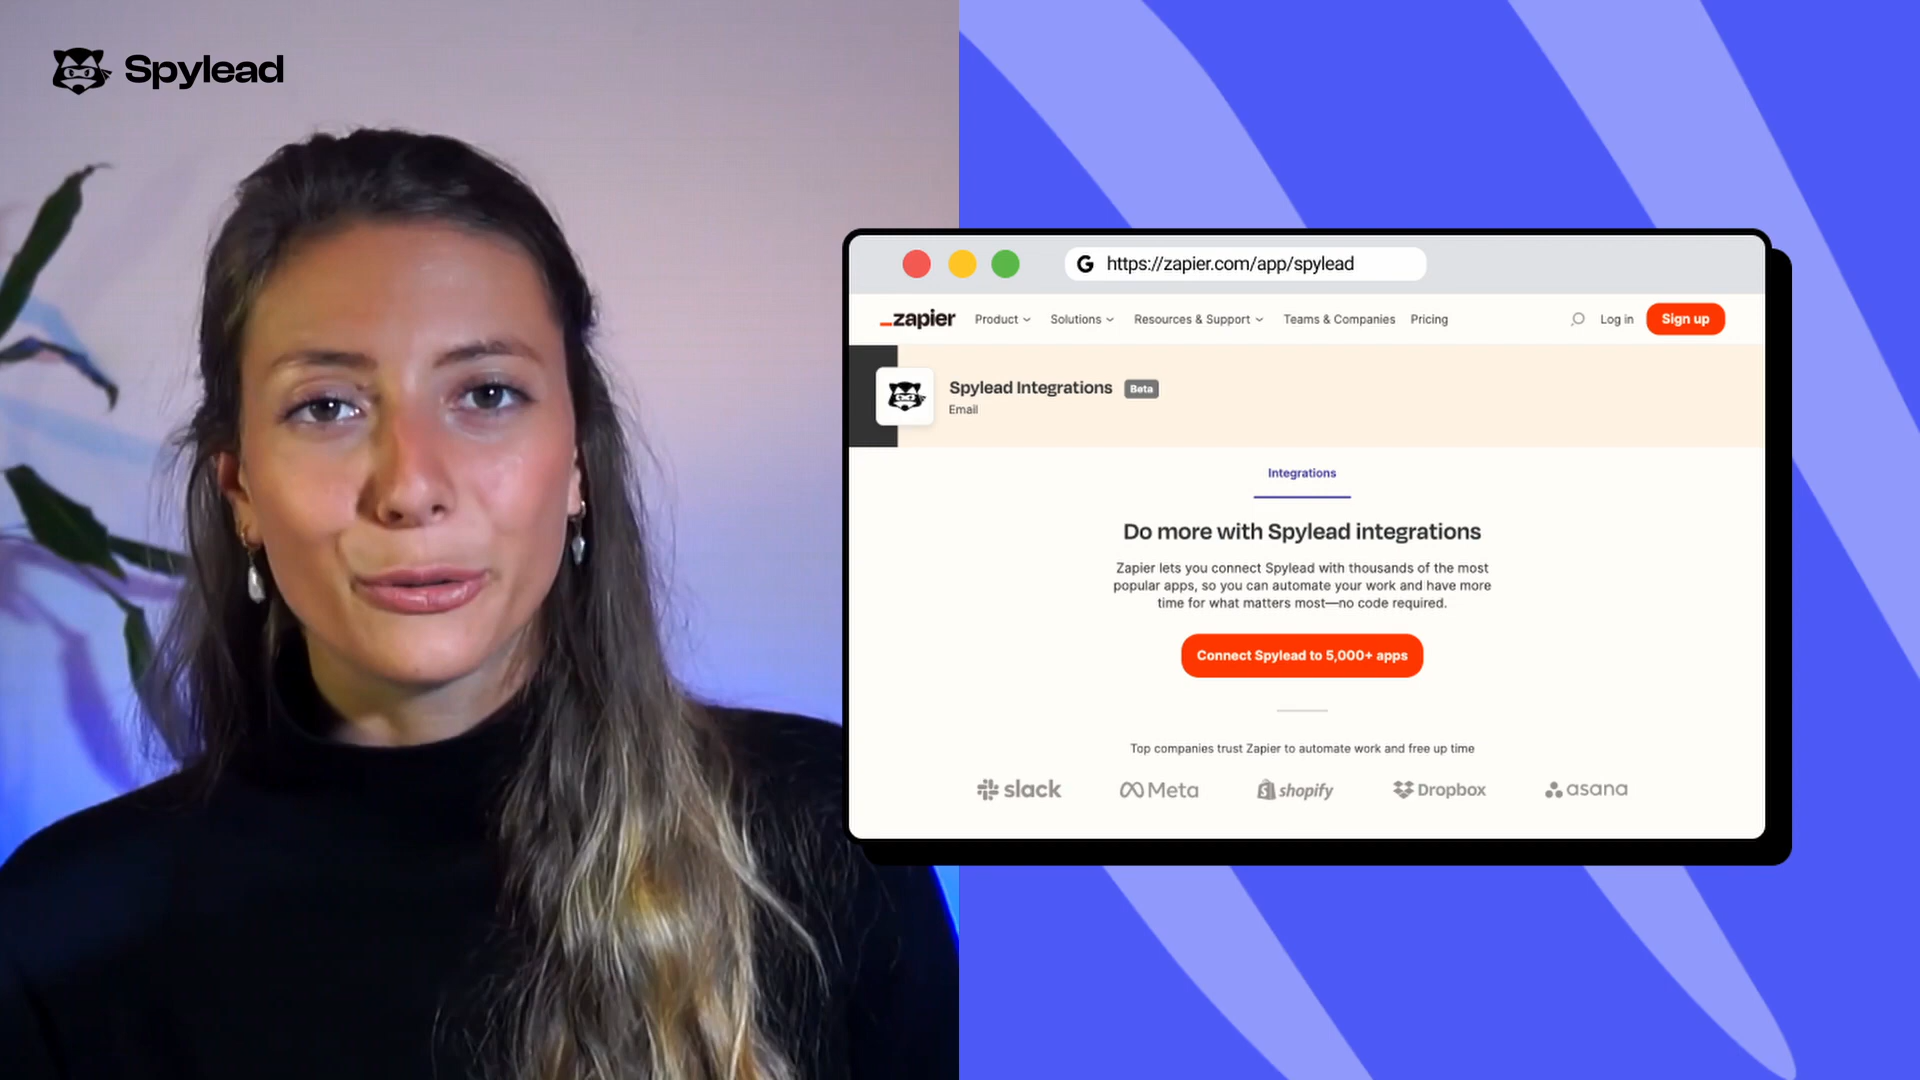 Spylead
https://zapier.com/app/spylead
zapier Product Solutions Resources & Support Teams & Companies Pricing Log in Sign up
Spylead Integrations Beta
Email
Integrations
Do more with Spylead integrations
Zapier lets you connect Spylead with thousands of the most
popular apps, so you can automate your work and have more
time for what matters most—no code required.
Connect Spylead to 5,000+ apps
Top companies trust Zapier to automate work and free up time
slack Meta shopify Dropbox asana